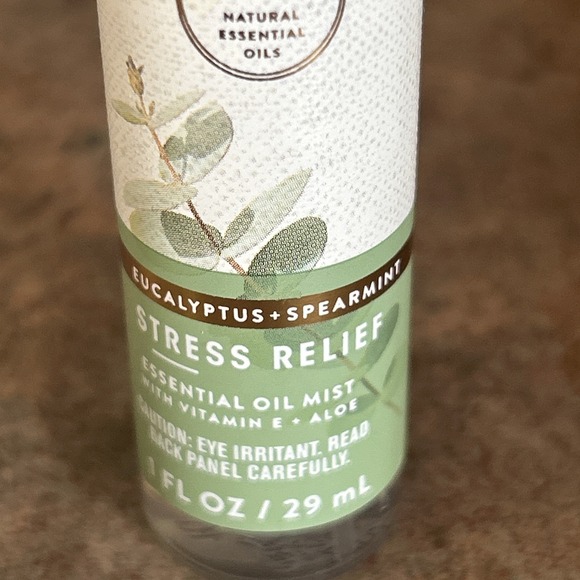 NATURAL
ESSENTIAL
OILS
EUCALYPTUS + SPEARMINT
STRESS RELIEF
ESSENTIAL OIL MIST
WITH VITAMIN E + ALOE
CAUTION: EYE IRRITANT. READ
BACK PANEL CAREFULLY.
1 FL OZ / 29 mL